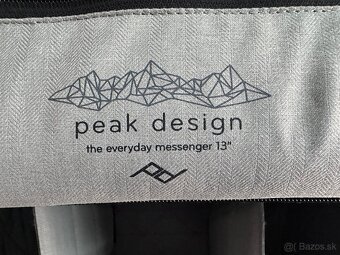 peak design
the everyday messenger 13"
© Bazos.sk